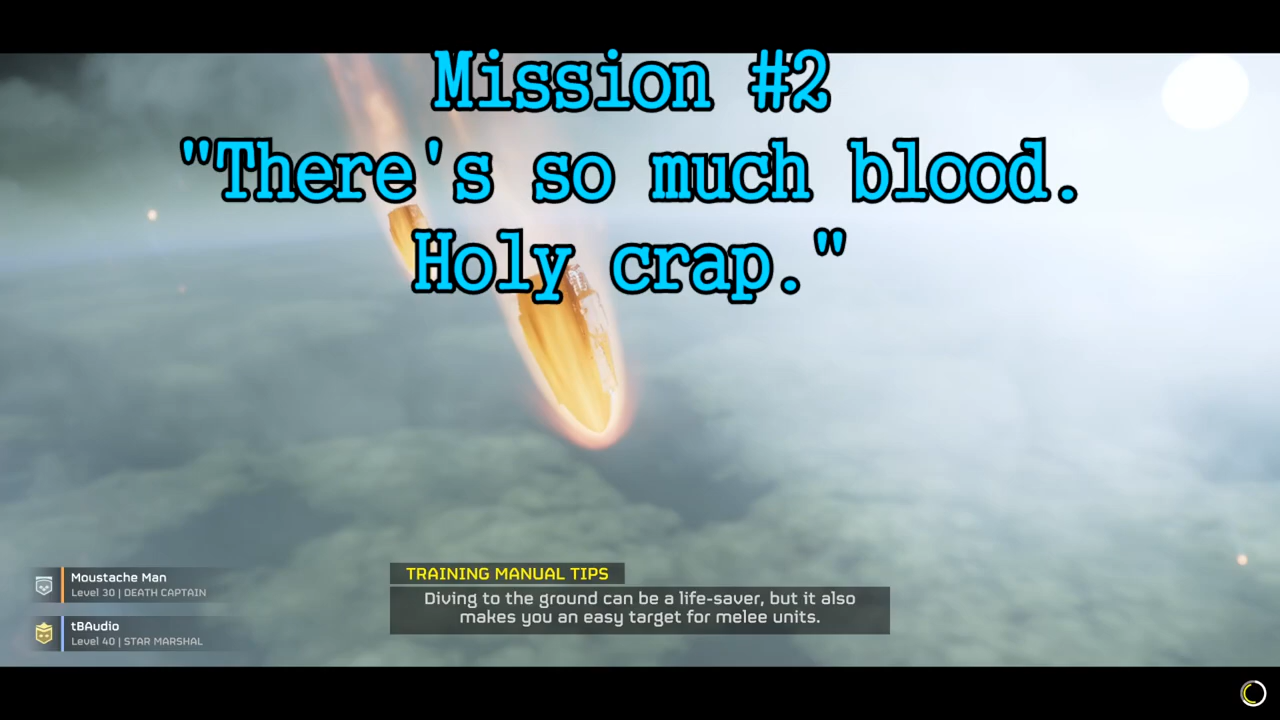 Mission #2
"There's so much blood.
Holy crap."
Moustache Man
Level 30 | DEATH CAPTAIN
tBAudio
Level 40 | STAR MARSHAL
TRAINING MANUAL TIPS
Diving to the ground can be a life-saver, but it also
makes you an easy target for melee units.